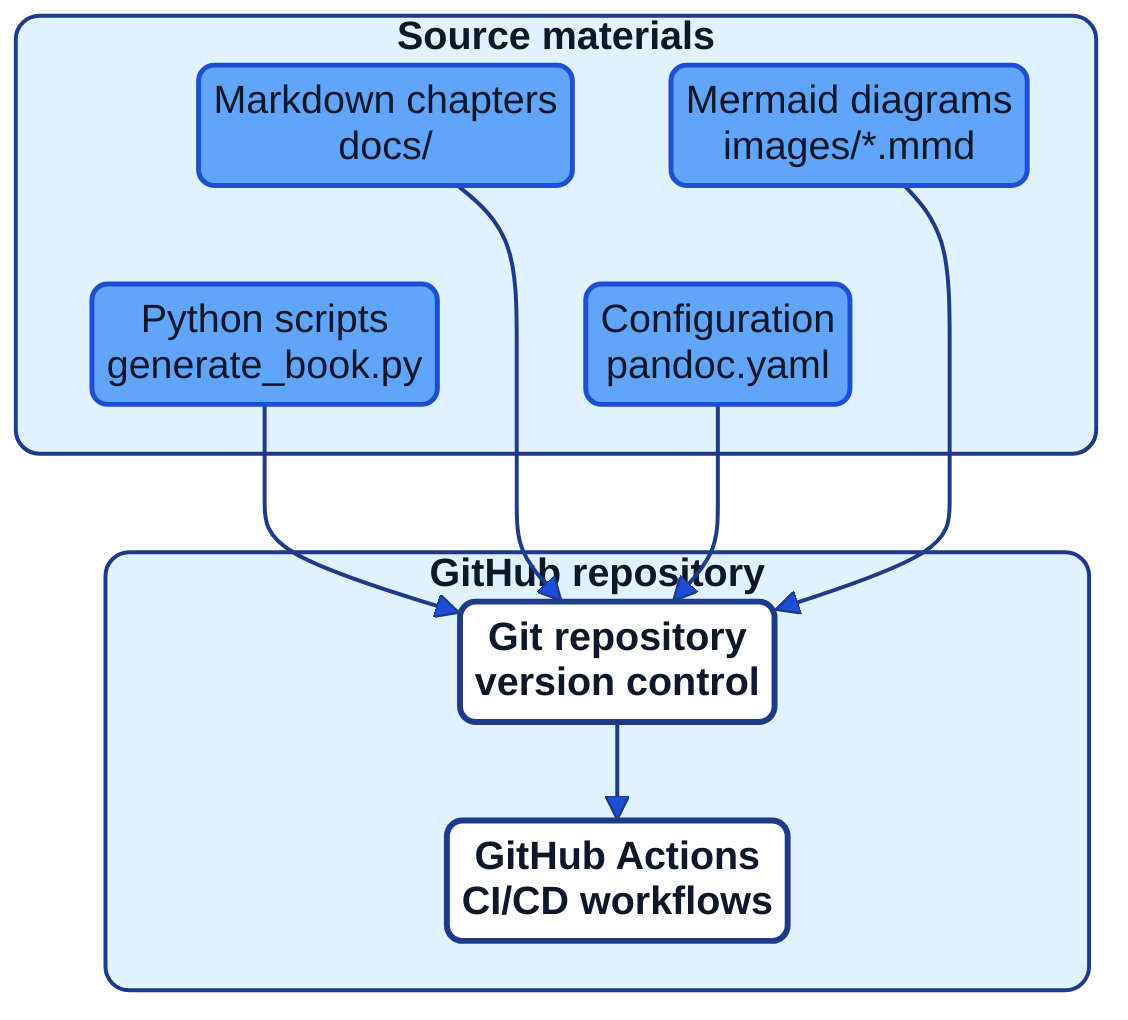 Source materials
Markdown chapters
docs/
Mermaid diagrams
images/*.mmd
Python scripts
generate_book.py
Configuration
pandoc.yaml
GitHub repository
Git repository
version control
GitHub Actions
CI/CD workflows